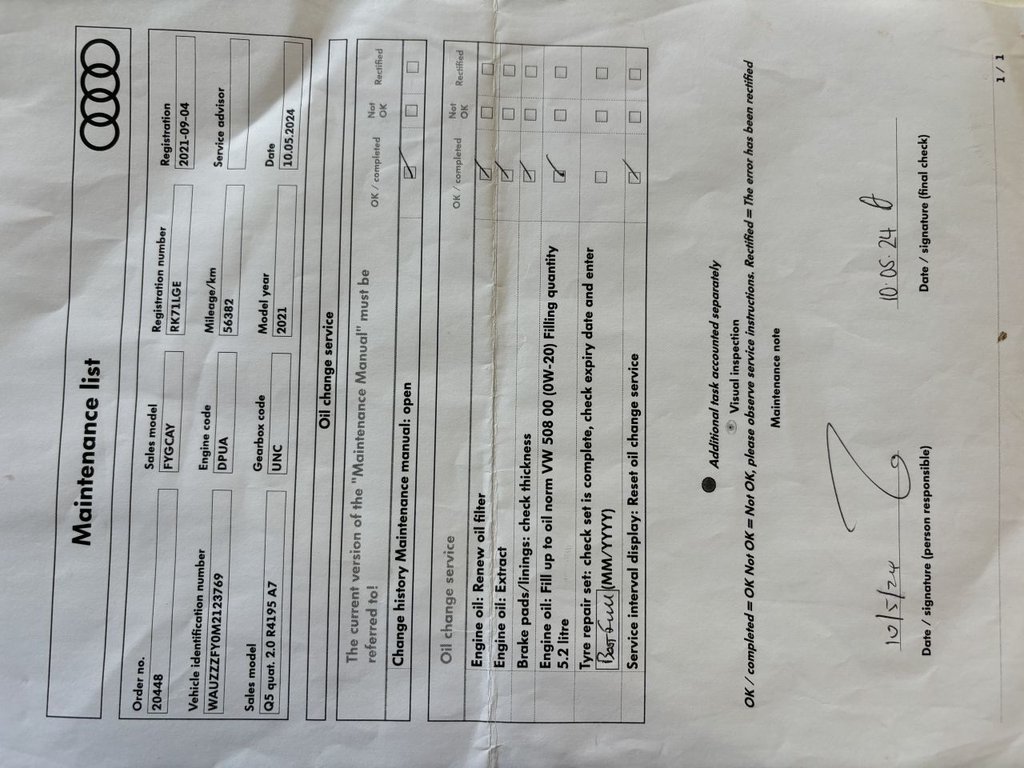 Maintenance list
Order no.
20448
Sales model
FYGCAY
Registration number
RK71LGE
Registration
2021-09-04
Vehicle identification number
WAUZZZFY0M2123769
Engine code
DPUA
Mileage/km
56382
Service advisor
Sales model
Q5 quat. 2.0 R4195 A7
Gearbox code
UNC
Model year
2021
Date
10.05.2024
Oil change service
The current version of the "Maintenance Manual" must be referred to!
OK / completed Not OK Rectified
Change history Maintenance manual: open
Oil change service
OK / completed Not OK Rectified
Engine oil: Renew oil filter
Engine oil: Extract
Brake pads/linings: check thickness
Engine oil: Fill up to oil norm VW 508 00 (0W-20) Filling quantity
5.2 litre
Tyre repair set: check set is complete, check expiry date and enter
Boot Full (MM/YYYY)
Service interval display: Reset oil change service
Additional task accounted separately
Visual inspection
OK / completed = OK Not OK = Not OK, please observe service instructions. Rectified = The error has been rectified
Maintenance note
10/5/24
10.05.24
Date / signature (person responsible)
Date / signature (final check)
1 / 1